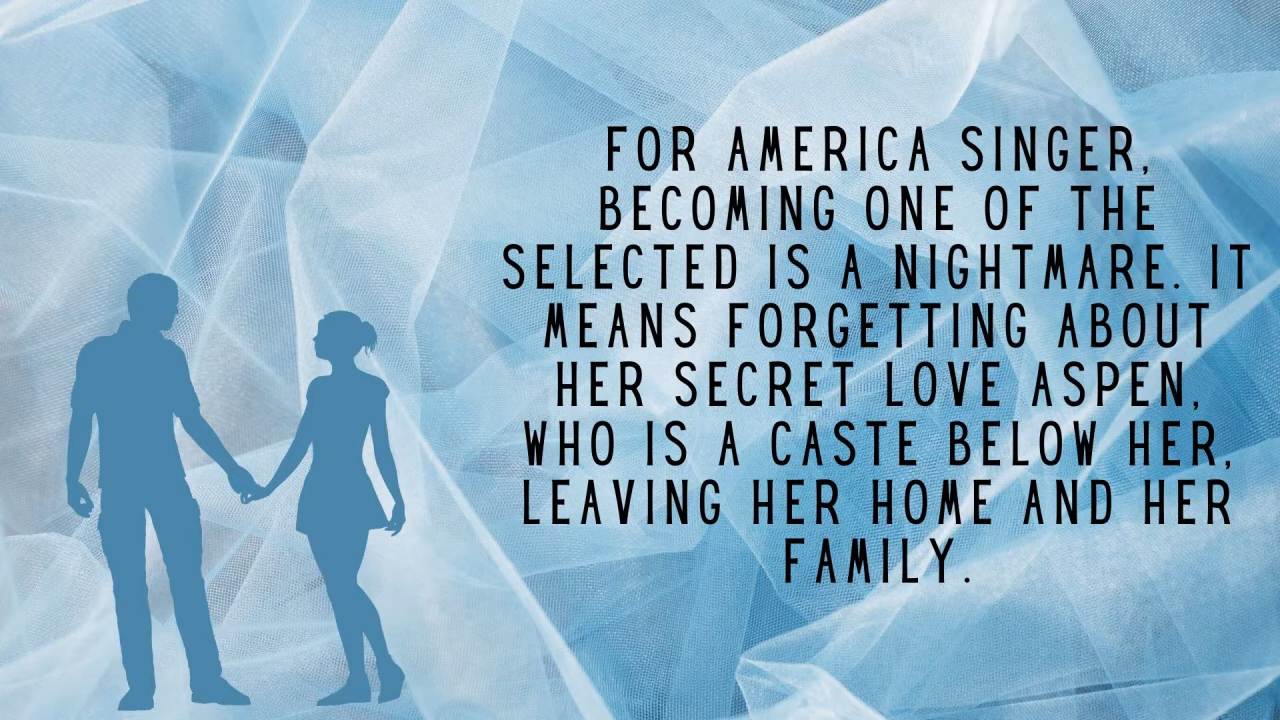 FOR AMERICA SINGER,
BECOMING ONE OF THE
SELECTED IS A NIGHTMARE. IT
MEANS FORGETTING ABOUT
HER SECRET LOVE ASPEN,
WHO IS A CASTE BELOW HER,
LEAVING HER HOME AND HER
FAMILY.